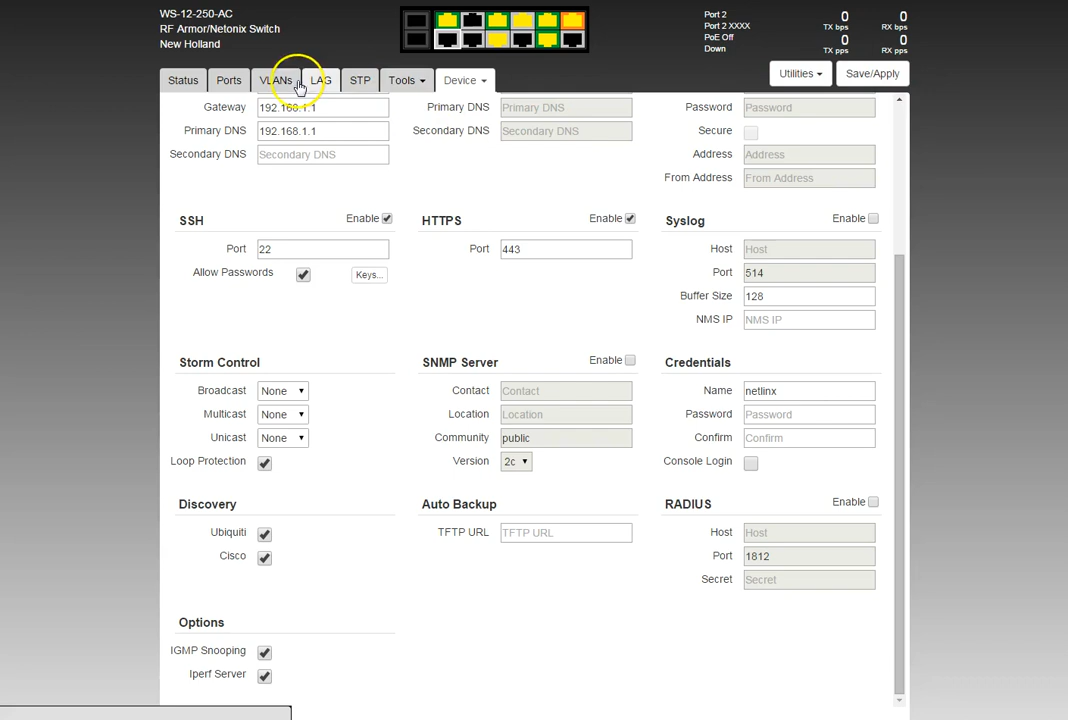 WS-12-250-AC
RF Armor/Netonix Switch
New Holland
Port 2
Port 2 XXXX
PoE Off
Down
0 0
TX bps RX bps
0 0
TX pps RX pps
Status Ports VLANs LAG STP Tools Device
Utilities Save/Apply
Gateway 192.168.1.1
Primary DNS 192.168.1.1
Secondary DNS Secondary DNS
Primary DNS Primary DNS
Secondary DNS Secondary DNS
Password Password
Secure
Address Address
From Address From Address
SSH Enable
Port 22
Allow Passwords Keys...
HTTPS Enable
Port 443
Syslog Enable
Host Host
Port 514
Buffer Size 128
NMS IP NMS IP
Storm Control
Broadcast None
Multicast None
Unicast None
Loop Protection
SNMP Server Enable
Contact Contact
Location Location
Community public
Version 2c
Credentials
Name netlinx
Password Password
Confirm Confirm
Console Login
Discovery
Ubiquiti
Cisco
Auto Backup
TFTP URL TFTP URL
RADIUS Enable
Host Host
Port 1812
Secret Secret
Options
IGMP Snooping
Iperf Server